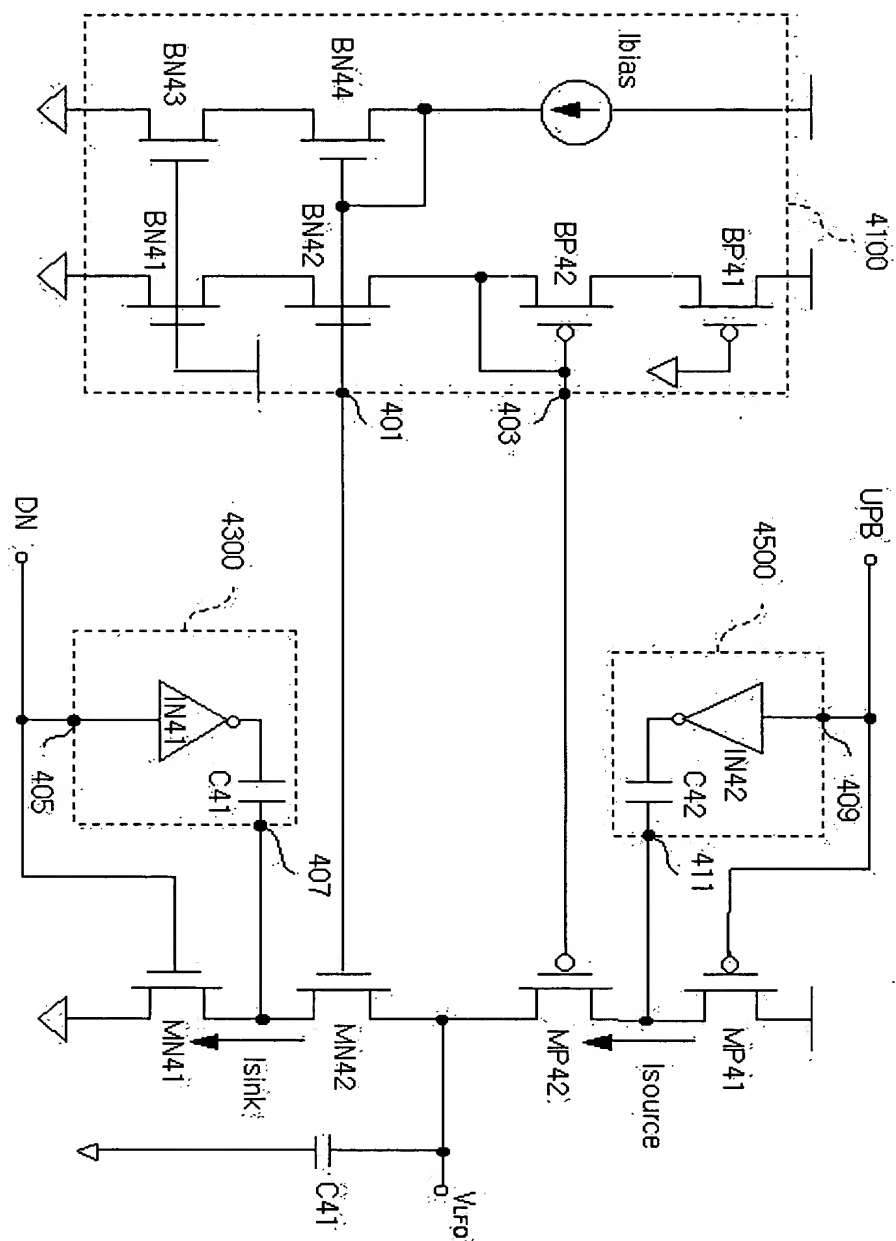 4100
Ibias
BN44
BN43
BP41
BP42
BN42
BN41
403
401
UPB
4500
409
IN42
C42
411
MP41
Isource
MP42
VLFO
MN42
C41
Isink
MN41
DN
4300
405
IN41
C41
407